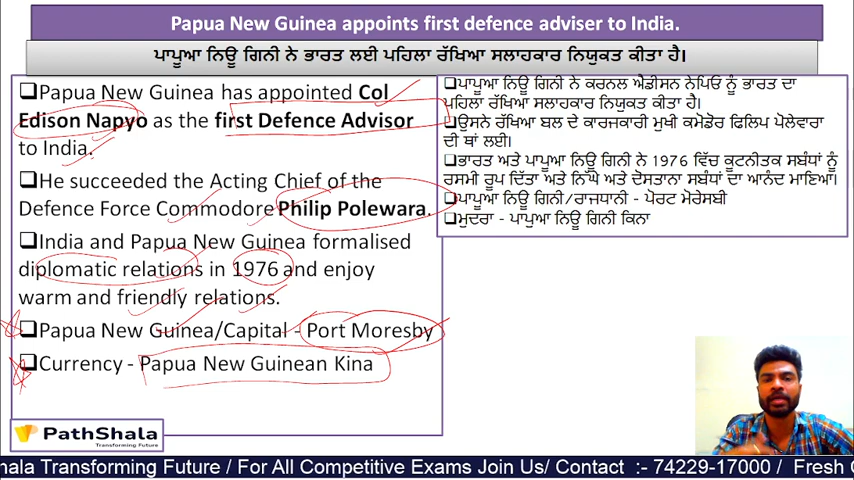 Papua New Guinea appoints first defence adviser to India.
ਪਾਪੂਆ ਨਿਊ ਗਿਨੀ ਨੇ ਭਾਰਤ ਲਈ ਪਹਿਲਾ ਰੱਖਿਆ ਸਲਾਹਕਾਰ ਨਿਯੁਕਤ ਕੀਤਾ ਹੈ।
❑Papua New Guinea has appointed Col
Edison Napyo as the first Defence Advisor
to India.
❑He succeeded the Acting Chief of the
Defence Force Commodore Philip Polewara.
❑India and Papua New Guinea formalised
diplomatic relations in 1976 and enjoy
warm and friendly relations.
❑Papua New Guinea/Capital - Port Moresby
❑Currency - Papua New Guinean Kina
❑ਪਾਪੂਆ ਨਿਊ ਗਿਨੀ ਨੇ ਕਰਨਲ ਐਡੀਸਨ ਨੇਪਿਓ ਨੂੰ ਭਾਰਤ ਦਾ
ਪਹਿਲਾ ਰੱਖਿਆ ਸਲਾਹਕਾਰ ਨਿਯੁਕਤ ਕੀਤਾ ਹੈ।
❑ਉਸਨੇ ਰੱਖਿਆ ਬਲ ਦੇ ਕਾਰਜਕਾਰੀ ਮੁਖੀ ਕਮੋਡੋਰ ਫਿਲਿਪ ਪੋਲੇਵਾਰਾ
ਦੀ ਥਾਂ ਲਈ।
❑ਭਾਰਤ ਅਤੇ ਪਾਪੂਆ ਨਿਊ ਗਿਨੀ ਨੇ 1976 ਵਿੱਚ ਕੂਟਨੀਤਕ ਸਬੰਧਾਂ ਨੂੰ
ਰਸਮੀ ਰੂਪ ਦਿੱਤਾ ਅਤੇ ਨਿੱਘੇ ਅਤੇ ਦੋਸਤਾਨਾ ਸਬੰਧਾਂ ਦਾ ਆਨੰਦ ਮਾਣਿਆ।
❑ਪਾਪੂਆ ਨਿਊ ਗਿਨੀ/ਰਾਜਧਾਨੀ - ਪੋਰਟ ਮੋਰੇਸਬੀ
❑ਮੁਦਰਾ - ਪਾਪੂਆ ਨਿਊ ਗਿਨੀ ਕਿਨਾ
PathShala
Transforming Future
hala Transforming Future / For All Competitive Exams Join Us/ Contact :- 74229-17000 / Fresh